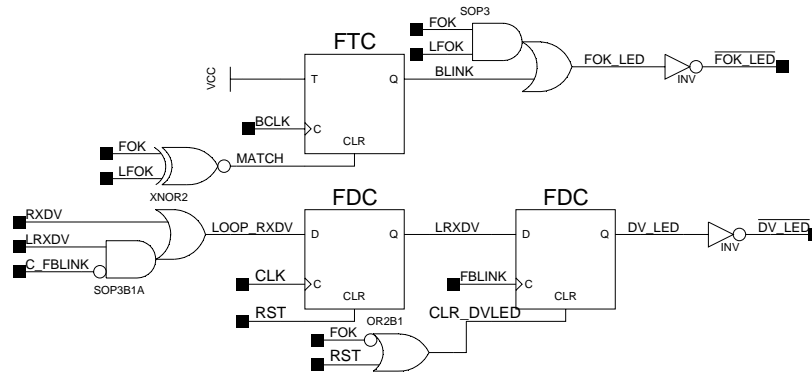 SOP3
FOK
LFOK
FTC
VCC
T
Q
BLINK
FOK_LED
INV
FOK_LED
BCLK
C
CLR
FOK
LFOK
MATCH
XNOR2
FDC
FDC
RXDV
LRXDV
C_FBLINK
SOP3B1A
LOOP_RXDV
D
Q
LRXDV
D
Q
DV_LED
INV
DV_LED
CLK
C
CLR
RST
FBLINK
C
CLR
CLR_DVLED
OR2B1
FOK
RST